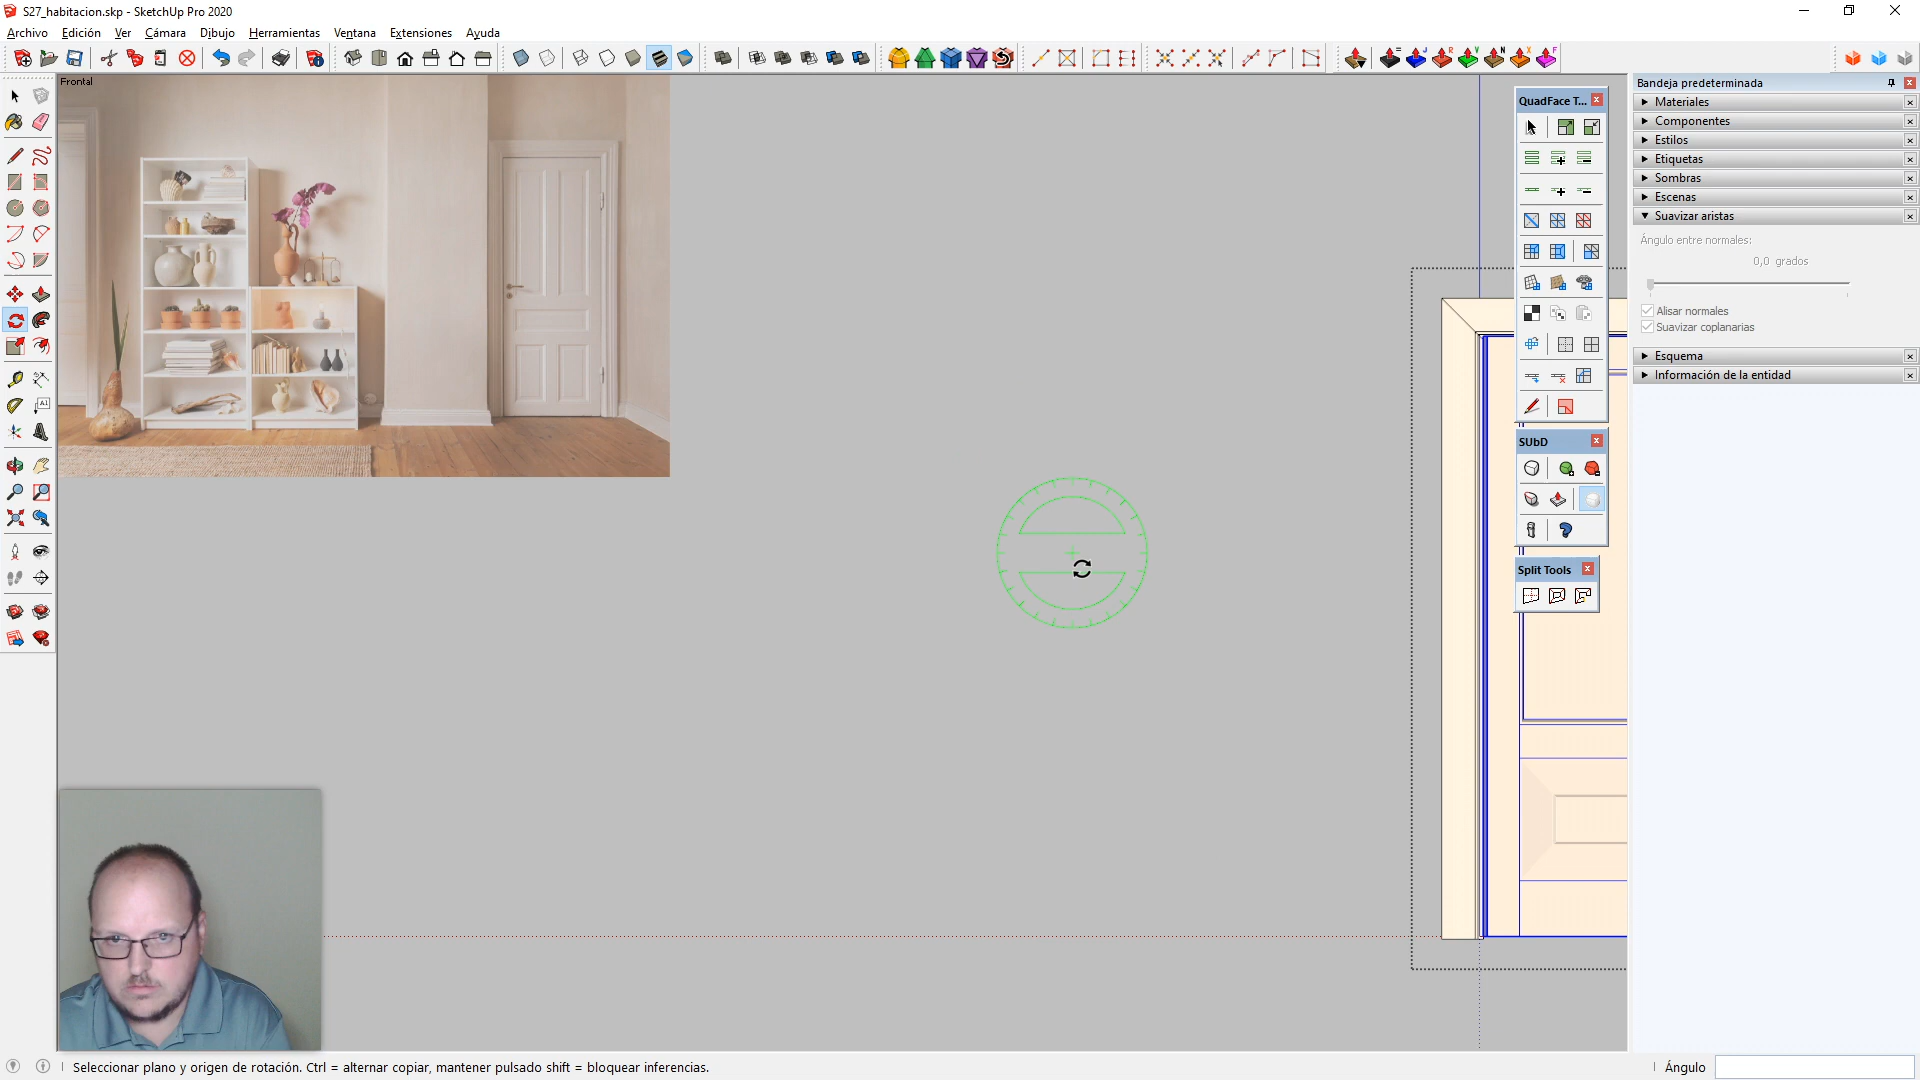 S27_habitacion.skp - SketchUp Pro 2020
Archivo Edición Ver Cámara Dibujo Herramientas Ventana Extensiones Ayuda
Frontal
Bandeja predeterminada
Materiales
Componentes
Estilos
Etiquetas
Sombras
Escenas
Suavizar aristas
Ángulo entre normales:
0,0 grados
Alisar normales
Suavizar coplanarias
Esquema
Información de la entidad
QuadFace T...
SUbD
Split Tools
Seleccionar plano y origen de rotación. Ctrl = alternar copiar, mantener pulsado shift = bloquear inferencias.
Ángulo